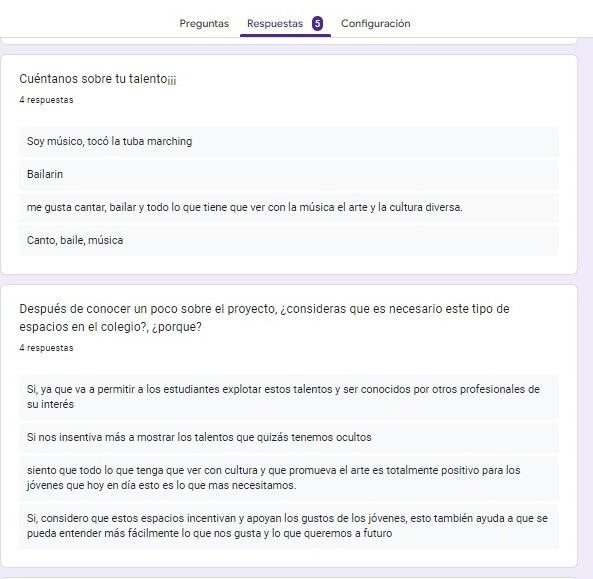 Preguntas Respuestas 5 Configuración
Cuéntanos sobre tu talento¡¡¡
4 respuestas
Soy músico, tocó la tuba marching
Bailarin
me gusta cantar, bailar y todo lo que tiene que ver con la música el arte y la cultura diversa.
Canto, baile, música
Después de conocer un poco sobre el proyecto, ¿consideras que es necesario este tipo de
espacios en el colegio?, ¿porque?
4 respuestas
Si, ya que va a permitir a los estudiantes explotar estos talentos y ser conocidos por otros profesionales de
su interés
Si nos insentiva más a mostrar los talentos que quizás tenemos ocultos
siento que todo lo que tenga que ver con cultura y que promueva el arte es totalmente positivo para los
jóvenes que hoy en día esto es lo que mas necesitamos.
Si, considero que estos espacios incentivan y apoyan los gustos de los jóvenes, esto también ayuda a que se
pueda entender más fácilmente lo que nos gusta y lo que queremos a futuro